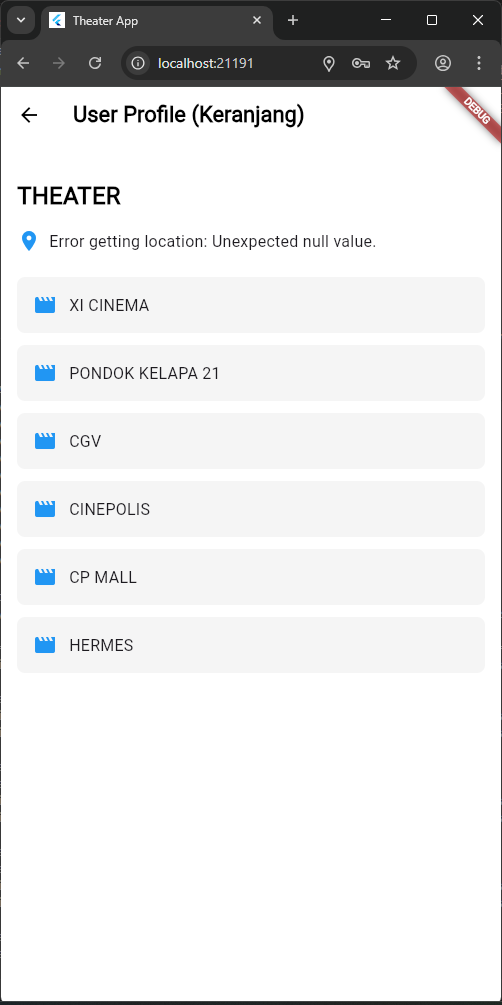 Theater App
localhost:21191
User Profile (Keranjang)
DEBUG
THEATER
Error getting location: Unexpected null value.
XI CINEMA
PONDOK KELAPA 21
CGV
CINEPOLIS
CP MALL
HERMES